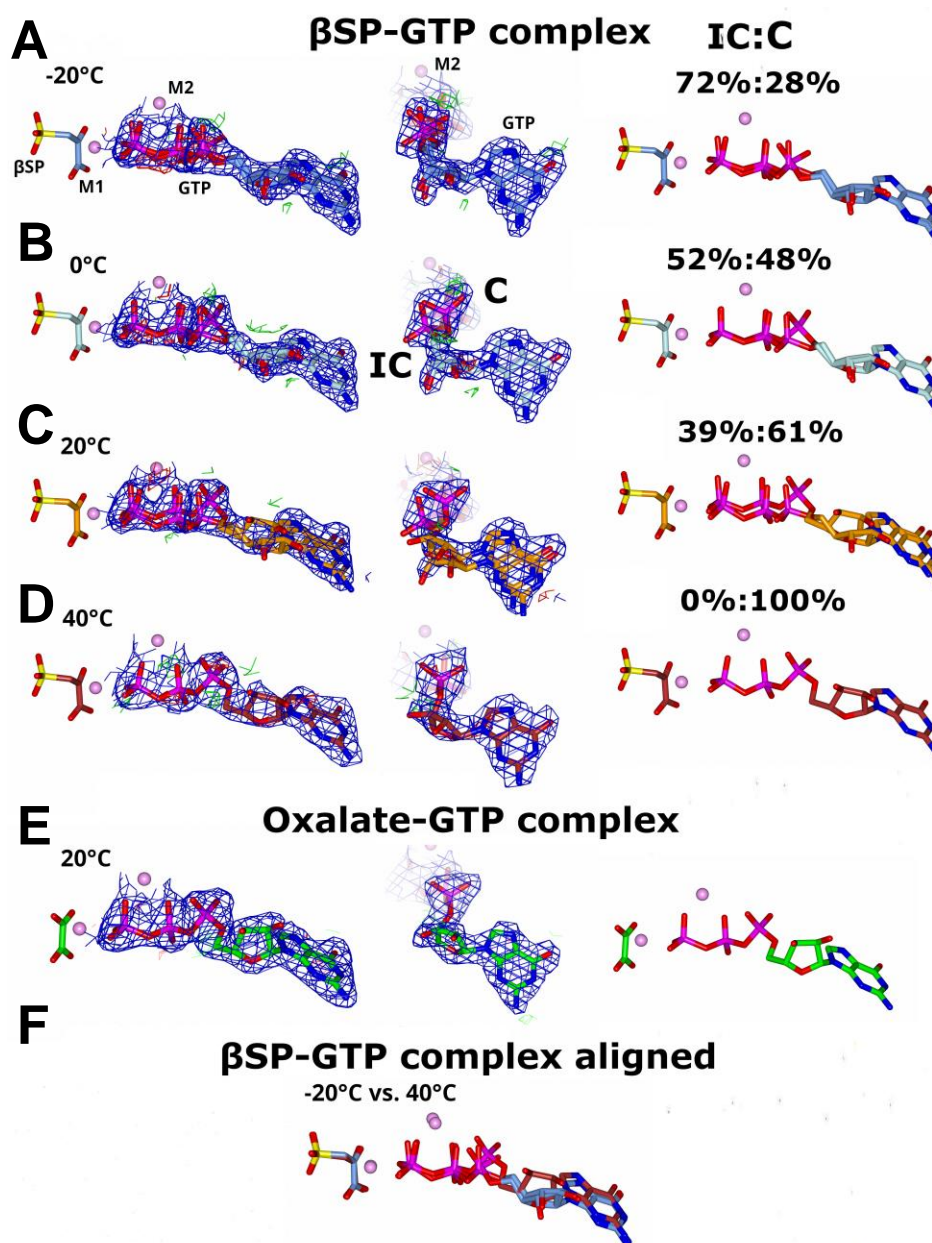 A
βSP-GTP complex
IC:C
-20°C
M2
M2
72%:28%
GTP
βSP
M1
GTP
B
0°C
52%:48%
C
IC
C
20°C
39%:61%
D
40°C
0%:100%
E
Oxalate-GTP complex
20°C
F
βSP-GTP complex aligned
-20°C vs. 40°C